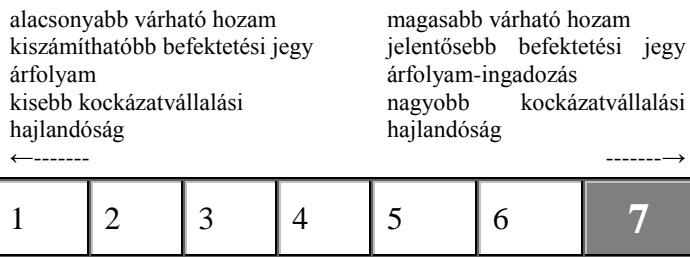 alacsonyabb várható hozam
kiszámíthatóbb befektetési jegy
árfolyam
kisebb kockázatvállalási
hajlandóság
←-------
magasabb várható hozam
jelentősebb befektetési jegy
árfolyam-ingadozás
nagyobb kockázatvállalási
hajlandóság
-------→
1 2 3 4 5 6 7